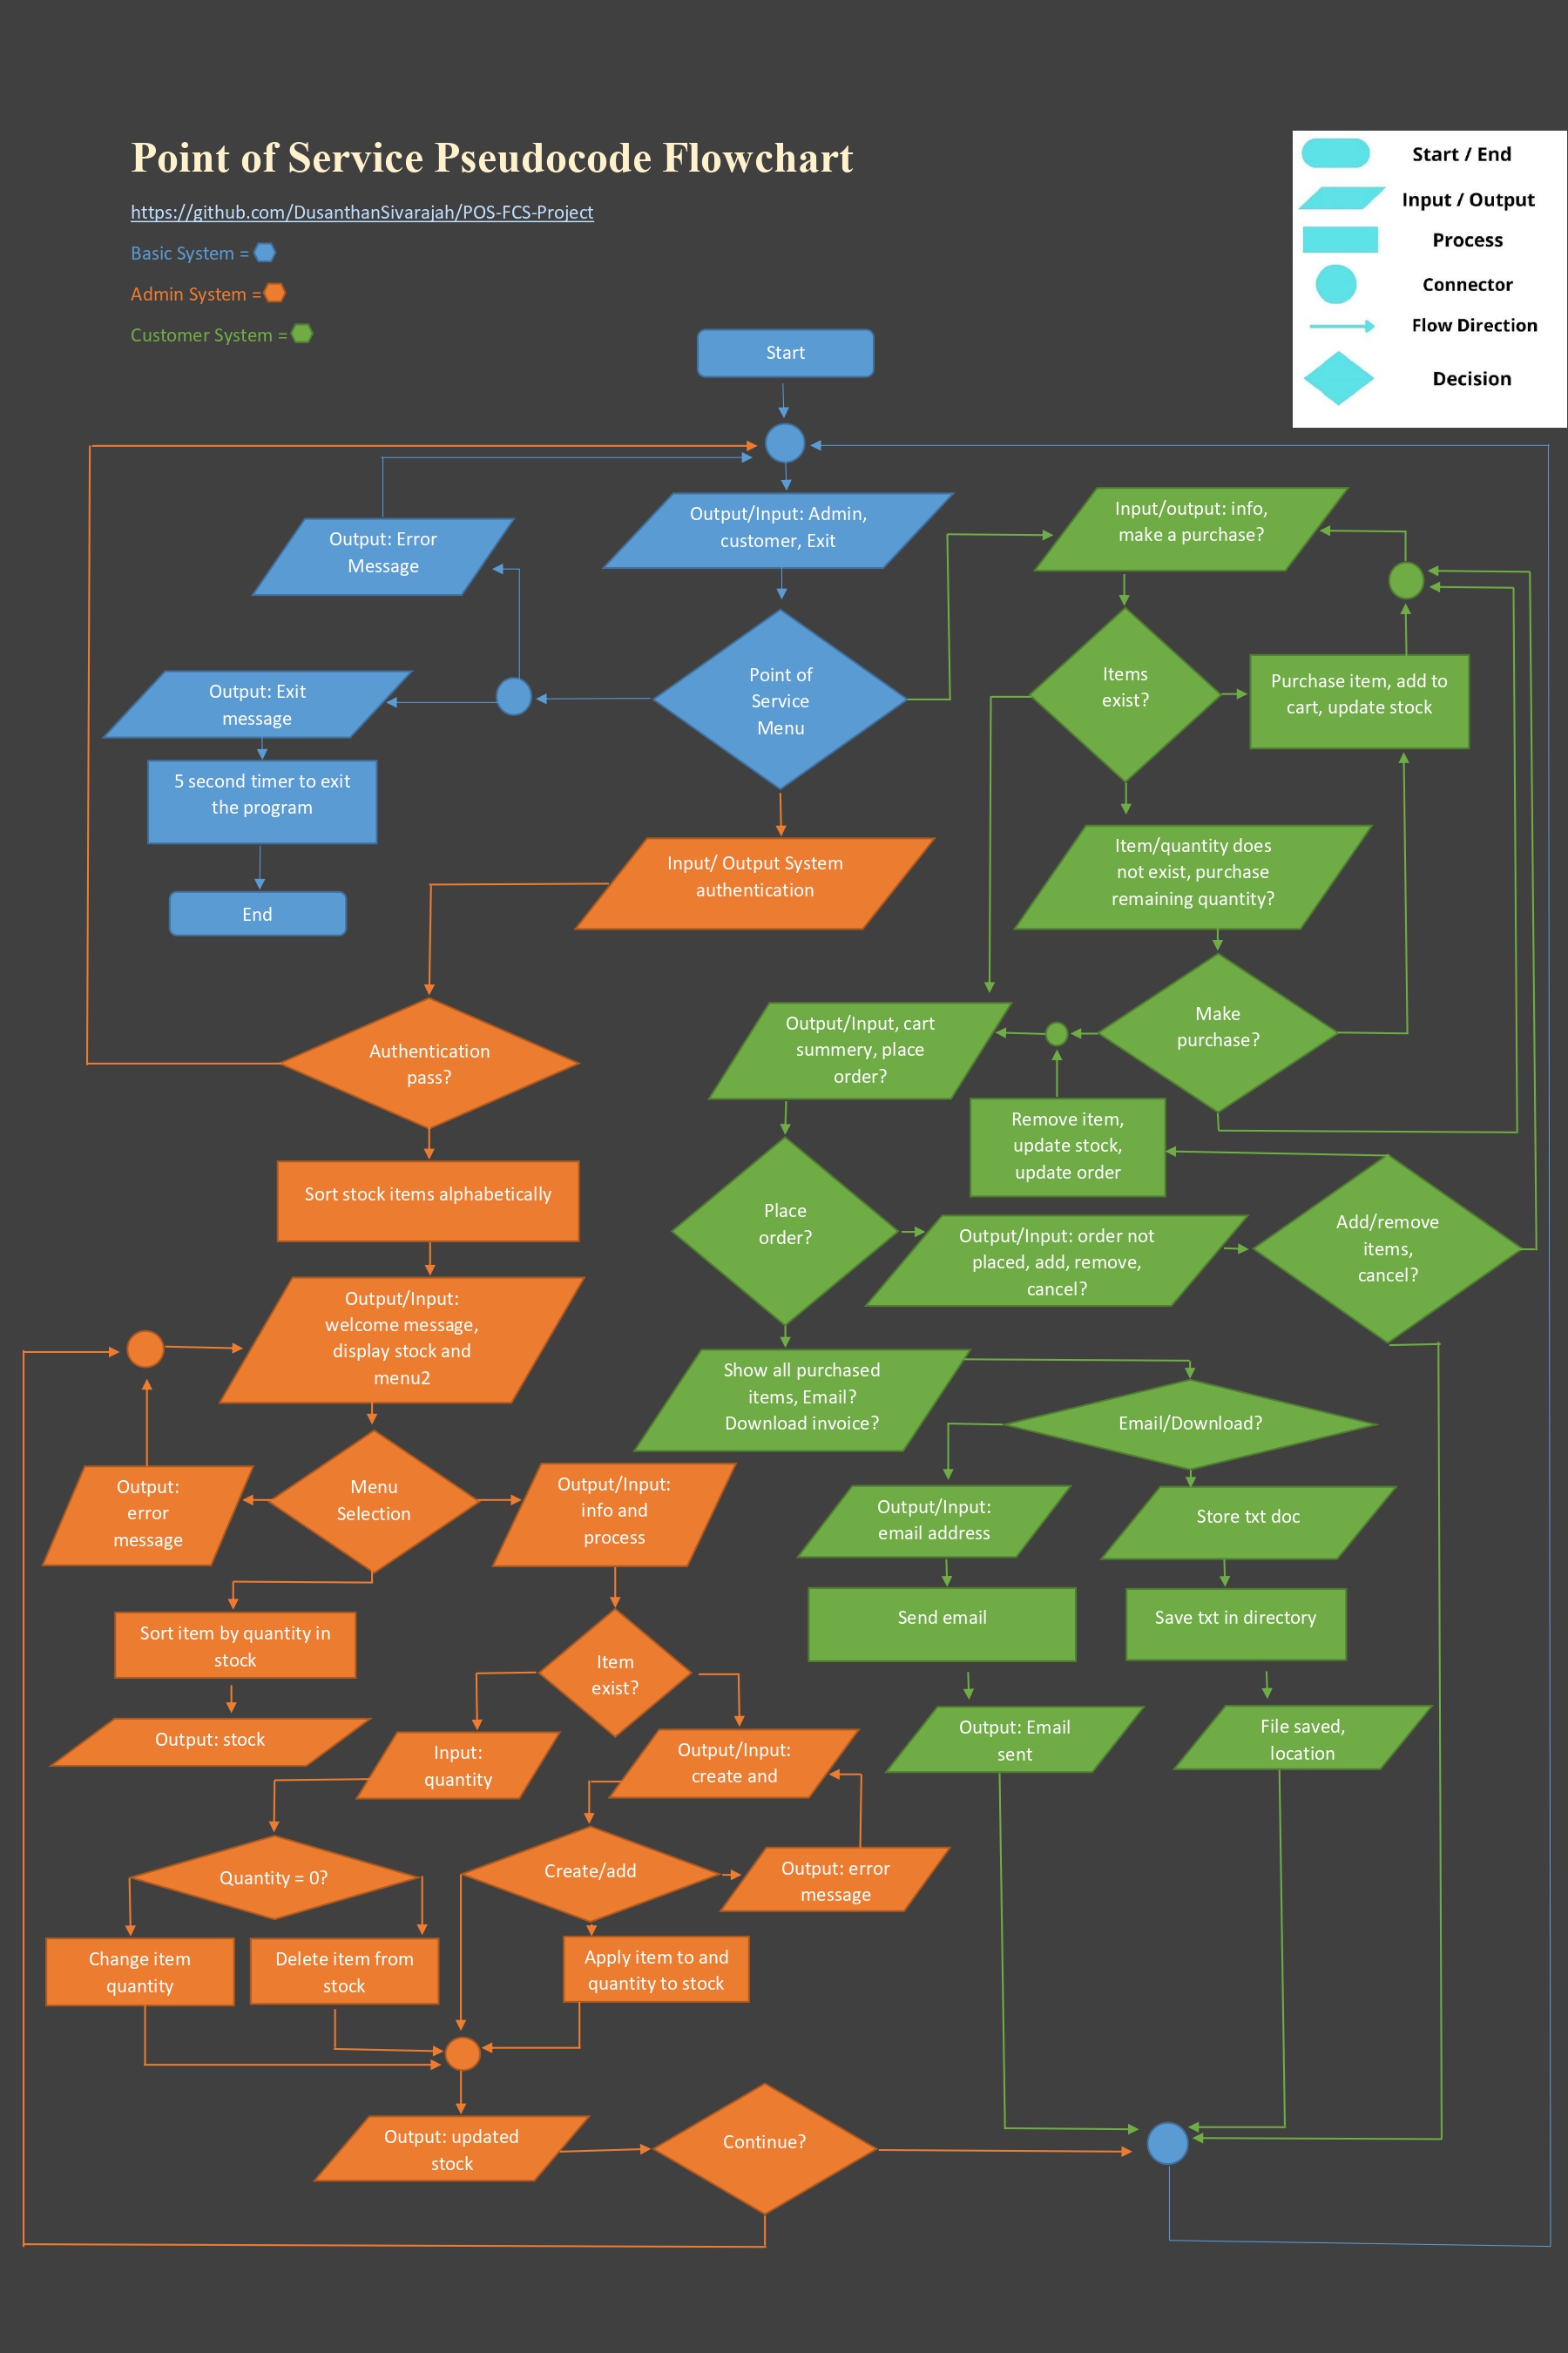 Point of Service Pseudocode Flowchart
https://github.com/DusanthanSivarajah/POS-FCS-Project
Basic System =
Admin System =
Customer System =
Start / End
Input / Output
Process
Connector
Flow Direction
Decision
Start
Output/Input: Admin,
customer, Exit
Output: Error
Message
Point of
Service
Menu
Output: Exit
message
5 second timer to exit
the program
End
Input/output: info,
make a purchase?
Items
exist?
Purchase item, add to
cart, update stock
Item/quantity does
not exist, purchase
remaining quantity?
Make
purchase?
Output/Input, cart
summery, place
order?
Remove item,
update stock,
update order
Place
order?
Output/Input: order not
placed, add, remove,
cancel?
Add/remove
items,
cancel?
Show all purchased
items, Email?
Download invoice?
Email/Download?
Output/Input:
email address
Store txt doc
Send email
Save txt in directory
Output: Email
sent
File saved,
location
Input/ Output System
authentication
Authentication
pass?
Sort stock items alphabetically
Output/Input:
welcome message,
display stock and
menu2
Output:
error
message
Menu
Selection
Output/Input:
info and
process
Sort item by quantity in
stock
Output: stock
Item
exist?
Input:
quantity
Output/Input:
create and
Quantity = 0?
Create/add
Output: error
message
Change item
quantity
Delete item from
stock
Apply item to and
quantity to stock
Output: updated
stock
Continue?